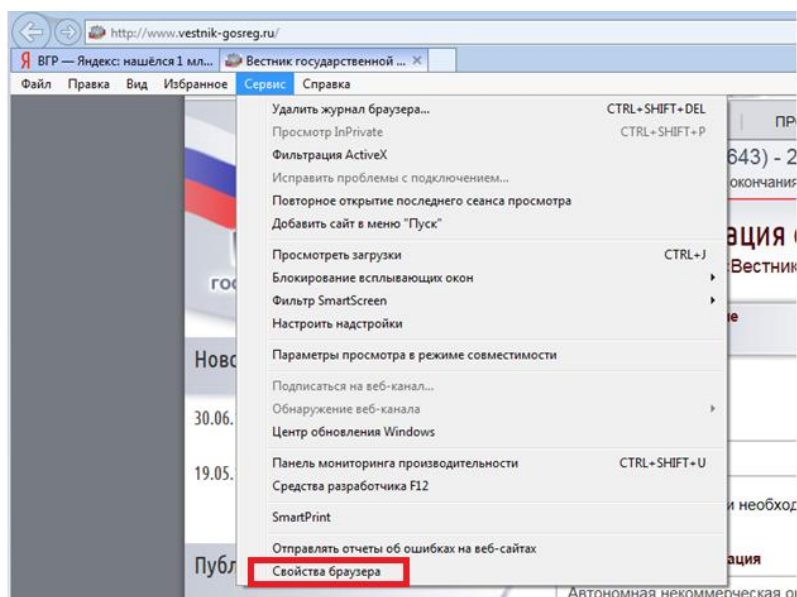 http://www.vestnik-gosreg.ru/
Я ВГР — Яндекс: нашёлся 1 мл...
Вестник государственной ...
Файл Правка Вид Избранное Сервис Справка
Удалить журнал браузера... CTRL+SHIFT+DEL
Просмотр InPrivate CTRL+SHIFT+P
Фильтрация ActiveX
Исправить проблемы с подключением...
Повторное открытие последнего сеанса просмотра
Добавить сайт в меню "Пуск"
Просмотреть загрузки CTRL+J
Блокирование всплывающих окон
Фильтр SmartScreen
Настроить надстройки
Параметры просмотра в режиме совместимости
Подписаться на веб-канал...
Обнаружение веб-канала
Центр обновления Windows
Панель мониторинга производительности CTRL+SHIFT+U
Средства разработчика F12
SmartPrint
Отправлять отчеты об ошибках на веб-сайтах
Свойства браузера
гос
Ново
30.06.
19.05.
Публ
ПР
643) - 2
окончания
ация
Вестник
ие
и необход
ация
Автономная некоммерческая о